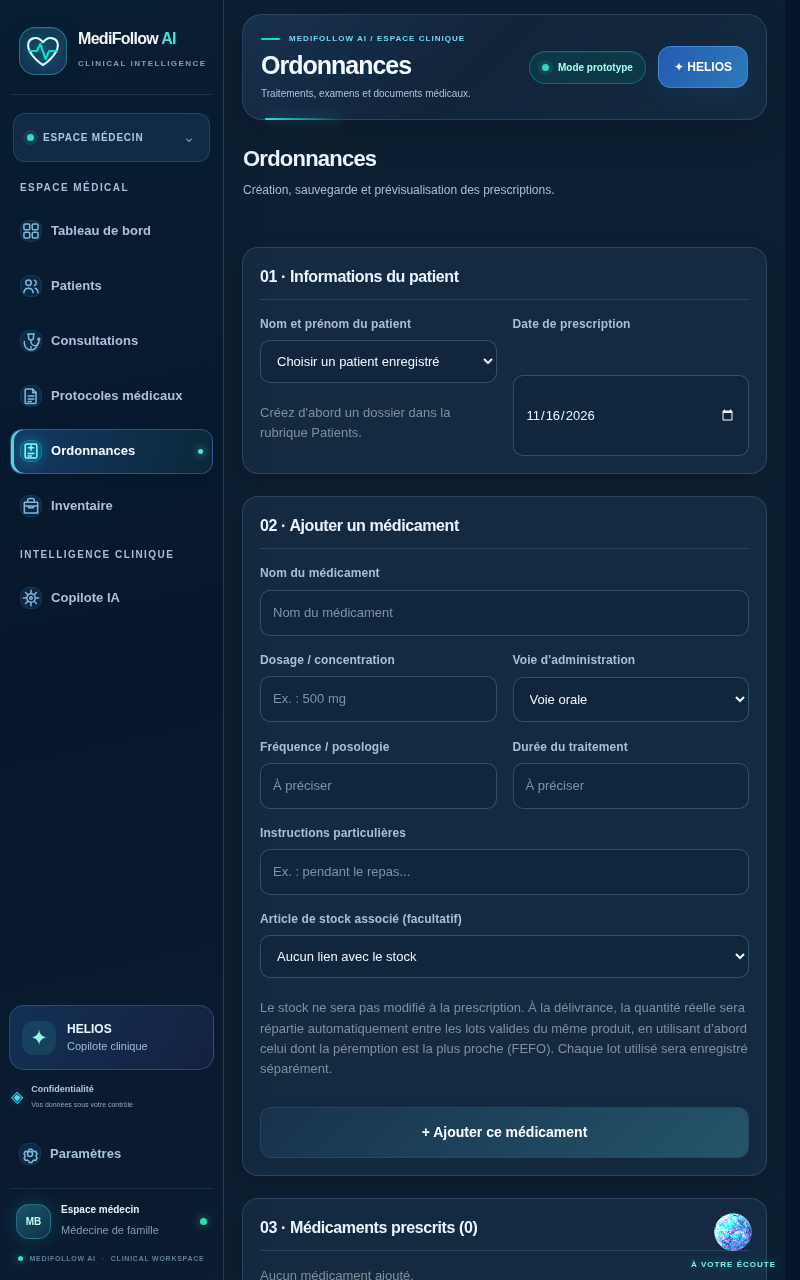 MediFollow AI
CLINICAL INTELLIGENCE
ESPACE MÉDECIN
ESPACE MÉDICAL
Tableau de bord
Patients
Consultations
Protocoles médicaux
Ordonnances
Inventaire
INTELLIGENCE CLINIQUE
Copilote IA
HELIOS
Copilote clinique
Confidentialité
Vos données sous votre contrôle
Paramètres
MB
Espace médecin
Médecine de famille
MEDIFOLLOW AI · CLINICAL WORKSPACE
MEDIFOLLOW AI / ESPACE CLINIQUE
Ordonnances
Traitements, examens et documents médicaux.
Mode prototype
✦ HELIOS
Ordonnances
Création, sauvegarde et prévisualisation des prescriptions.
01 · Informations du patient
Nom et prénom du patient
Choisir un patient enregistré
Créez d'abord un dossier dans la
rubrique Patients.
Date de prescription
11/16/2026
02 · Ajouter un médicament
Nom du médicament
Nom du médicament
Dosage / concentration
Ex. : 500 mg
Voie d'administration
Voie orale
Fréquence / posologie
À préciser
Durée du traitement
À préciser
Instructions particulières
Ex. : pendant le repas...
Article de stock associé (facultatif)
Aucun lien avec le stock
Le stock ne sera pas modifié à la prescription. À la délivrance, la quantité réelle sera
répartie automatiquement entre les lots valides du même produit, en utilisant d’abord
celui dont la péremption est la plus proche (FEFO). Chaque lot utilisé sera enregistré
séparément.
+ Ajouter ce médicament
03 · Médicaments prescrits (0)
Aucun médicament ajouté.
À VOTRE ÉCOUTE